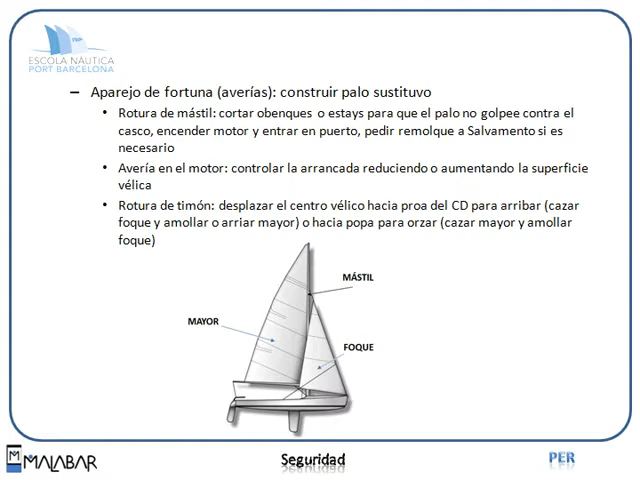 ESCOLA NÁUTICA
PORT BARCELONA
– Aparejo de fortuna (averías): construir palo sustituvo
• Rotura de mástil: cortar obenques o estays para que el palo no golpee contra el
casco, encender motor y entrar en puerto, pedir remolque a Salvamento si es
necesario
• Avería en el motor: controlar la arrancada reduciendo o aumentando la superficie
vélica
• Rotura de timón: desplazar el centro vélico hacia proa del CD para arribar (cazar
foque y amollar o arriar mayor) o hacia popa para orzar (cazar mayor y amollar
foque)
MÁSTIL
MAYOR
FOQUE
MALABAR
Seguridad
PER